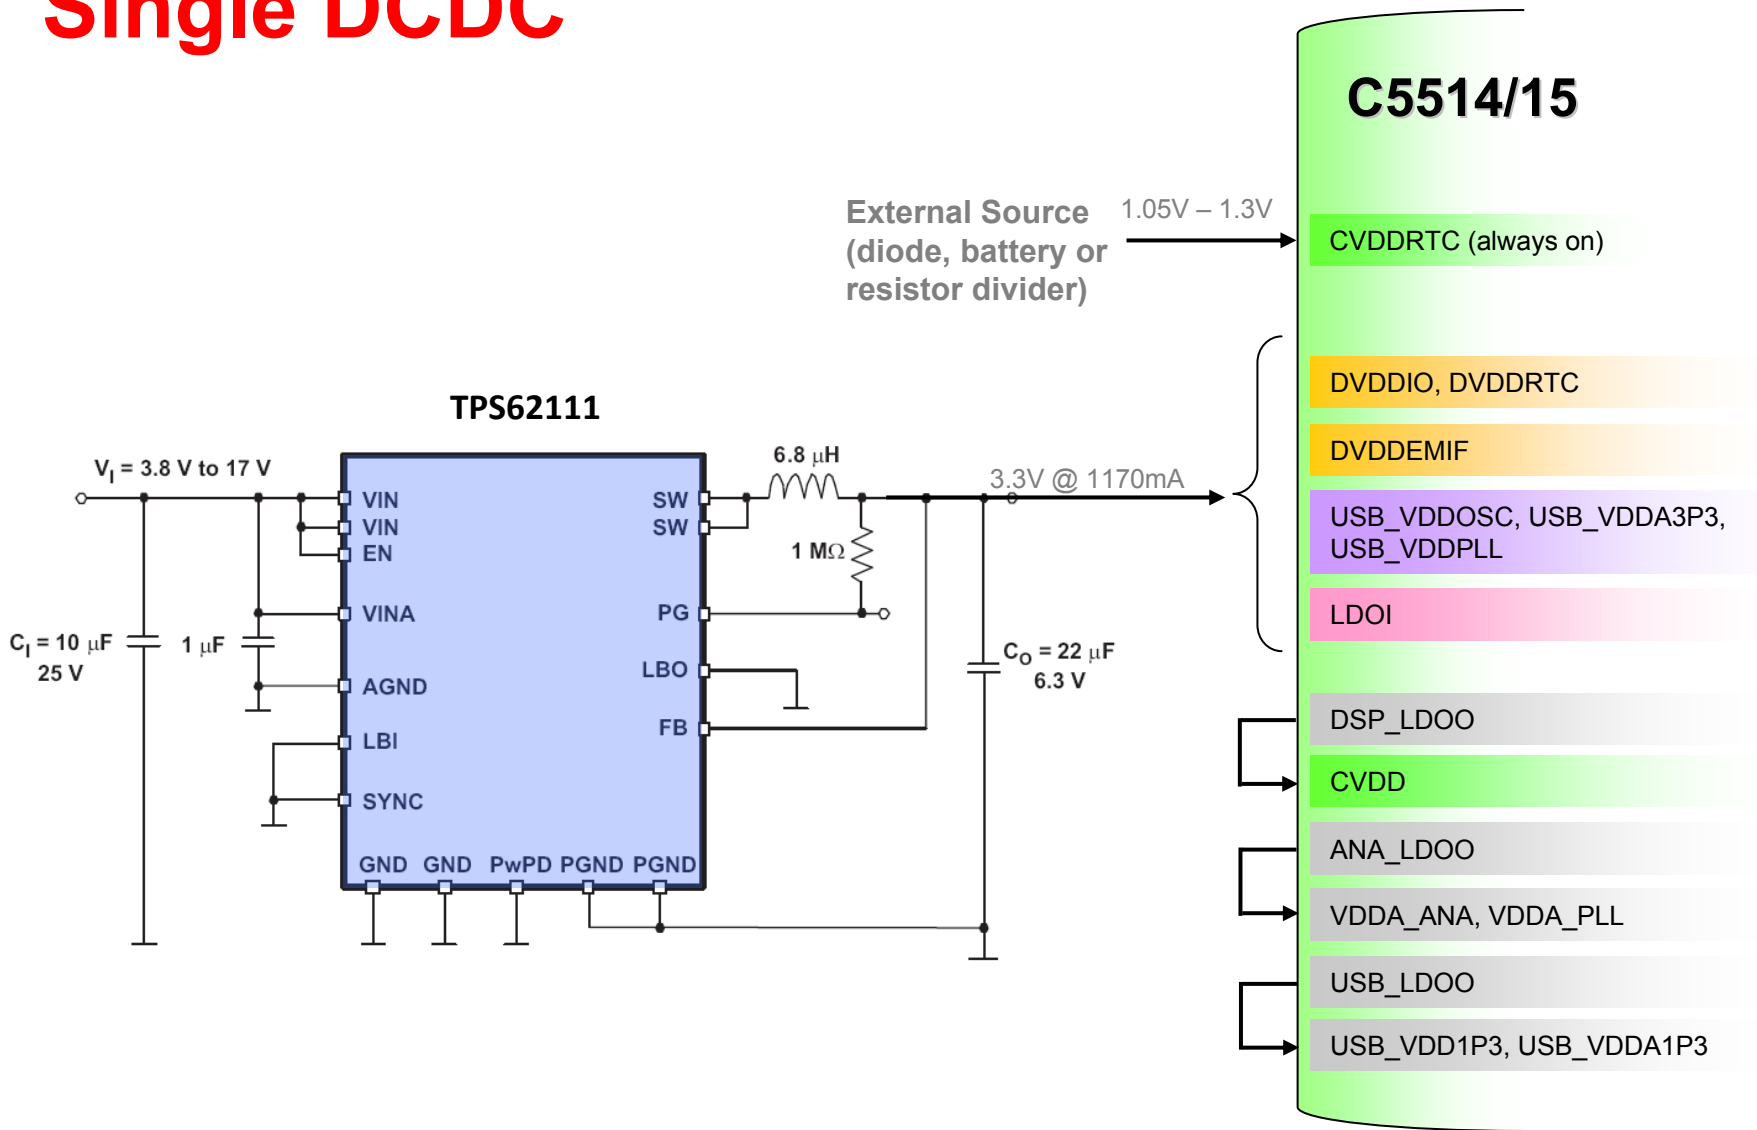 Single DCDC
C5514/15
External Source
(diode, battery or
resistor divider)
1.05V – 1.3V
CVDDRTC (always on)
DVDDIO, DVDDRTC
DVDDEMIF
USB_VDDOSC, USB_VDDA3P3,
USB_VDDPLL
LDOI
DSP_LDOO
CVDD
ANA_LDOO
VDDA_ANA, VDDA_PLL
USB_LDOO
USB_VDD1P3, USB_VDDA1P3
TPS62111
VI = 3.8 V to 17 V
VIN
VIN
EN
VINA
AGND
LBI
SYNC
CI = 10 μF
25 V
1 μF
SW
SW
PG
LBO
FB
GND GND PwPD PGND PGND
6.8 μH
1 MΩ
3.3V @ 1170mA
CO = 22 μF
6.3 V